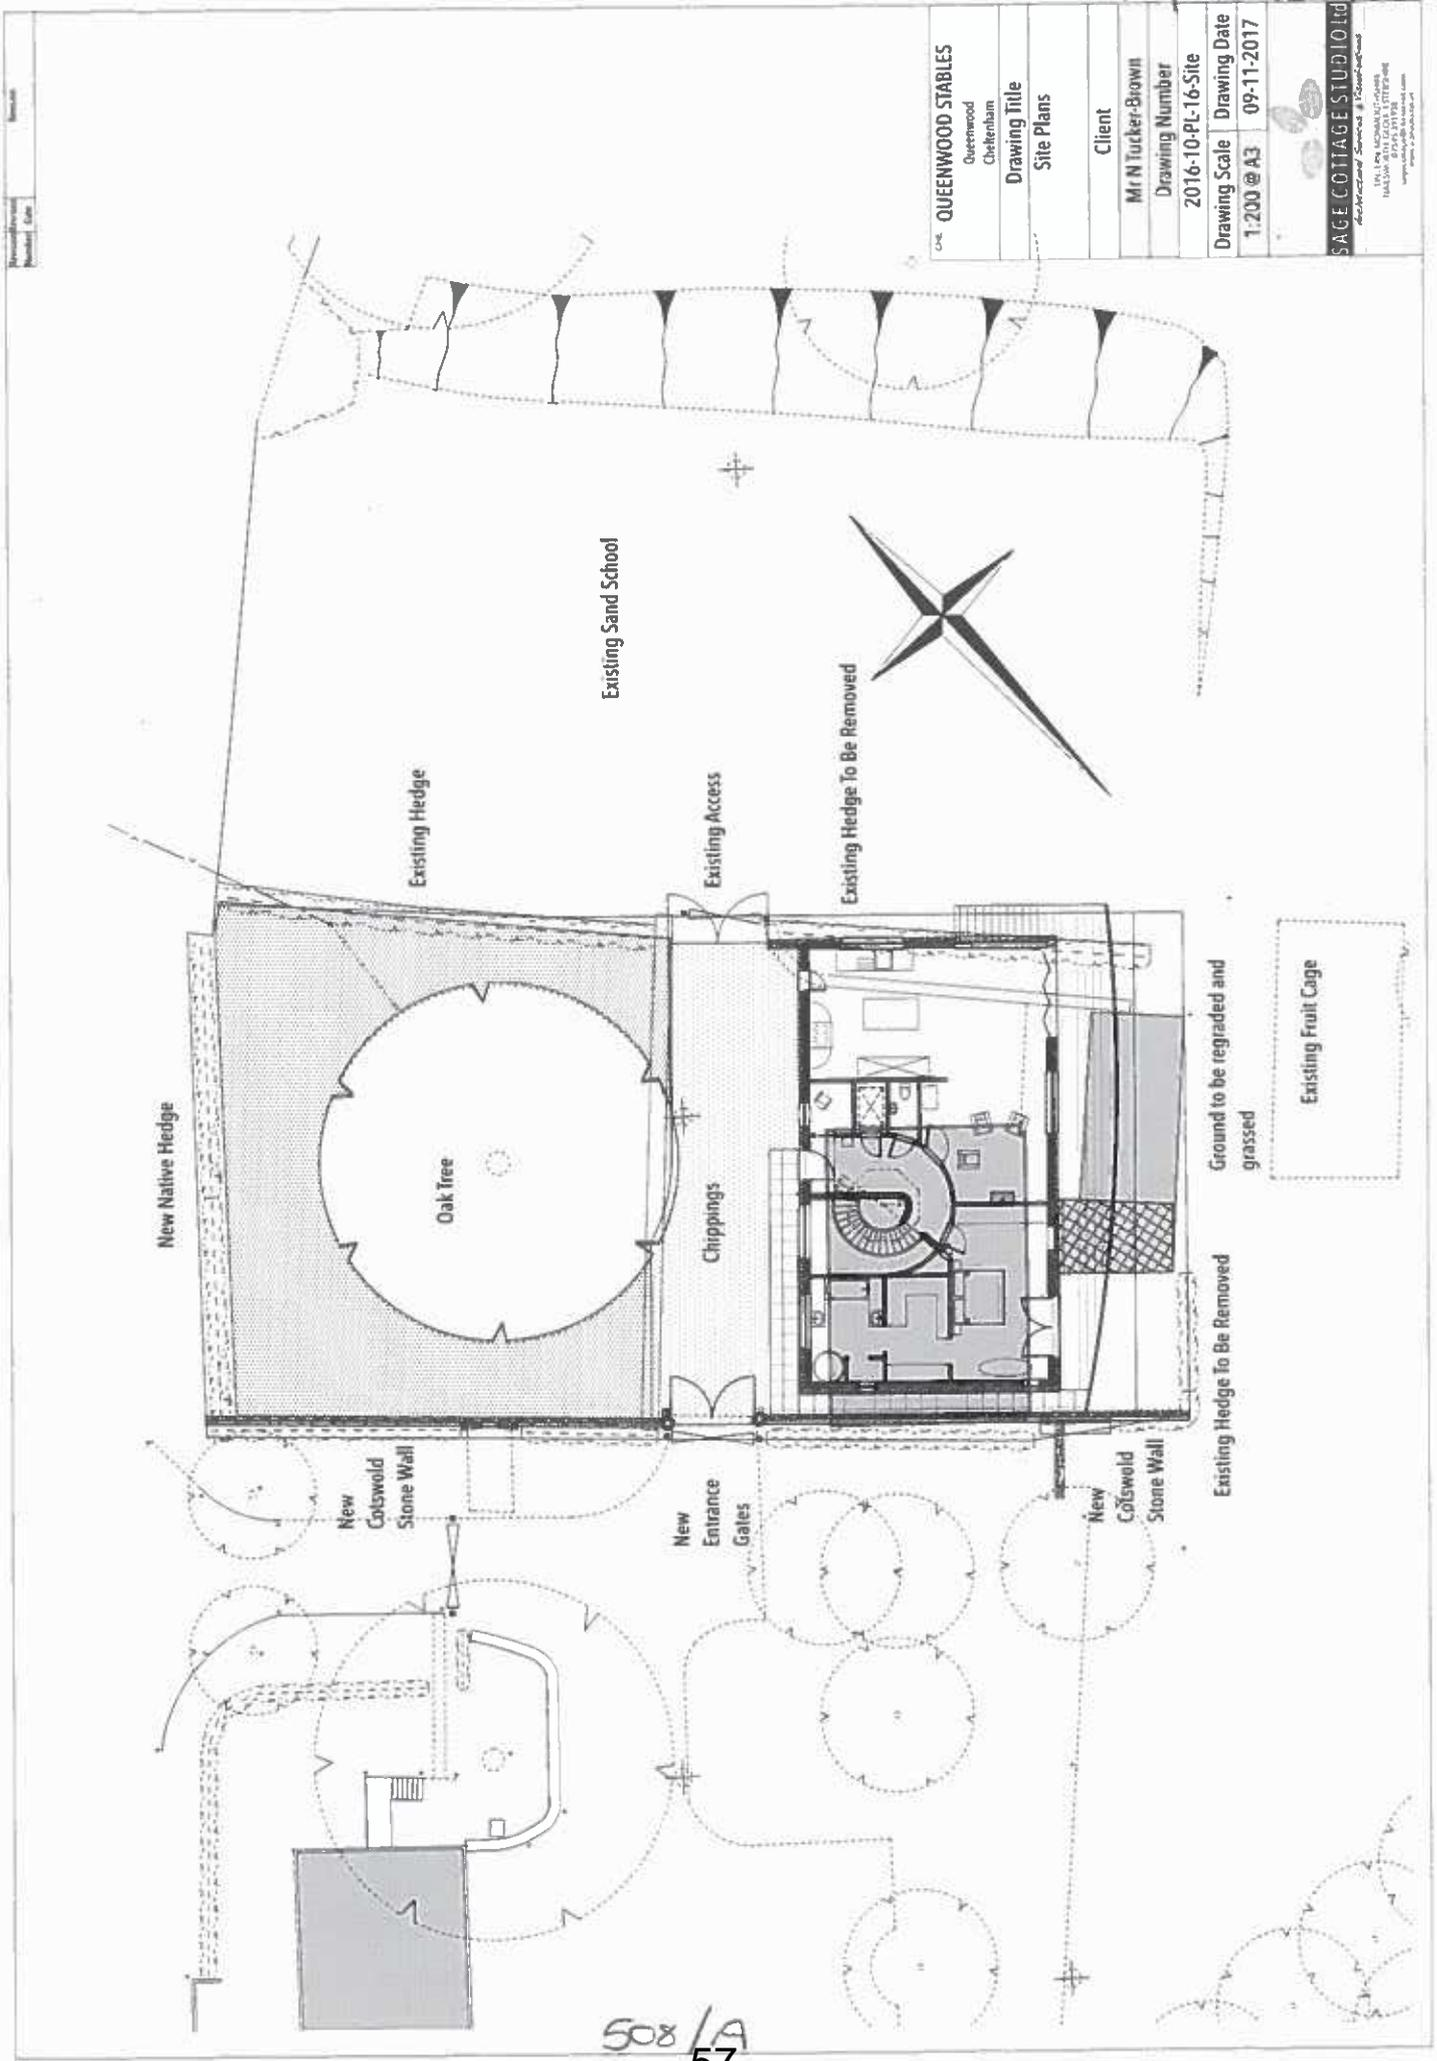 QUEENWOOD STABLES
Queenwood
Cheltenham
Drawing Title
Site Plans
Client
Mr N Tucker-Brown
Drawing Number
2016-10-PL-16-Site
Drawing Scale
Drawing Date
1:200 @ A3
09-11-2017
SAGE COTTAGE STUDIO Ltd
Number
Date
Existing Sand School
Existing Hedge
Existing Access
Existing Hedge To Be Removed
New Native Hedge
Oak Tree
Chippings
Ground to be regraded and
grassed
Existing Fruit Cage
New
Cotswold
Stone Wall
New
Entrance
Gates
New
Cotswold
Stone Wall
Existing Hedge To Be Removed
508/A
57